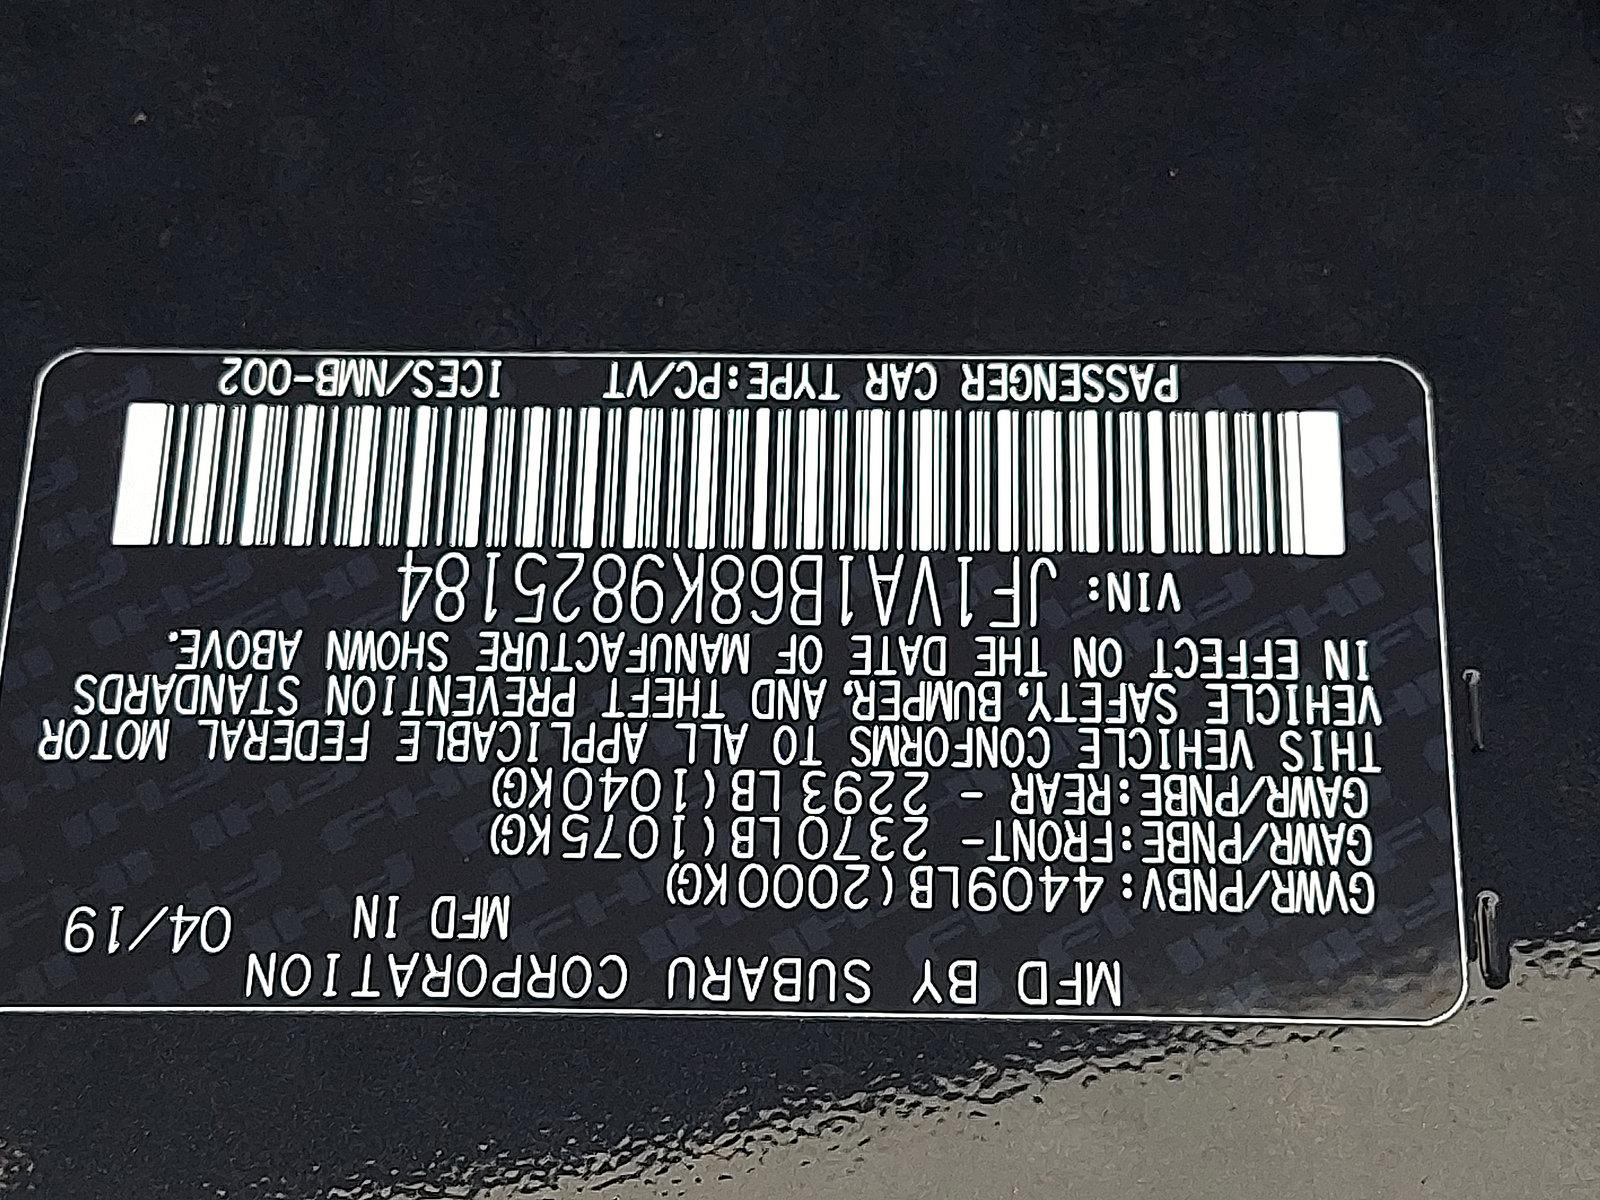 MFD BY SUBARU CORPORATION
MFD IN 04/19
GVWR/PNBV: 4409LB(2000KG)
GAWR/PNBE:FRONT- 2370LB(1075KG)
GAWR/PNBE:REAR - 2293LB(1040KG)
THIS VEHICLE CONFORMS TO ALL APPLICABLE FEDERAL MOTOR
VEHICLE SAFETY, BUMPER, AND THEFT PREVENTION STANDARDS
IN EFFECT ON THE DATE OF MANUFACTURE SHOWN ABOVE.
VIN: JF1VA1B68K9825184
PASSENGER CAR TYPE:PC/VT ICES/NMB-002